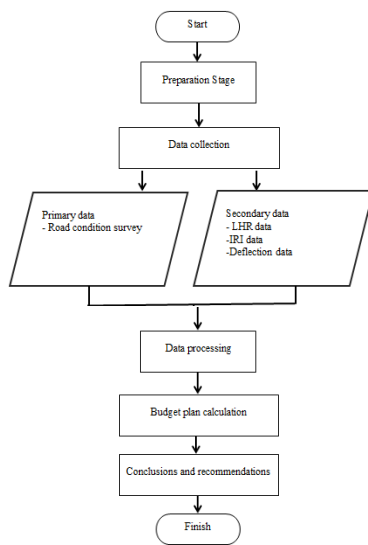 Start
Preparation Stage
Data collection
Primary data
- Road condition survey
Secondary data
- LHR data
-IRI data
-Deflection data
Data processing
Budget plan calculation
Conclusions and recommendations
Finish